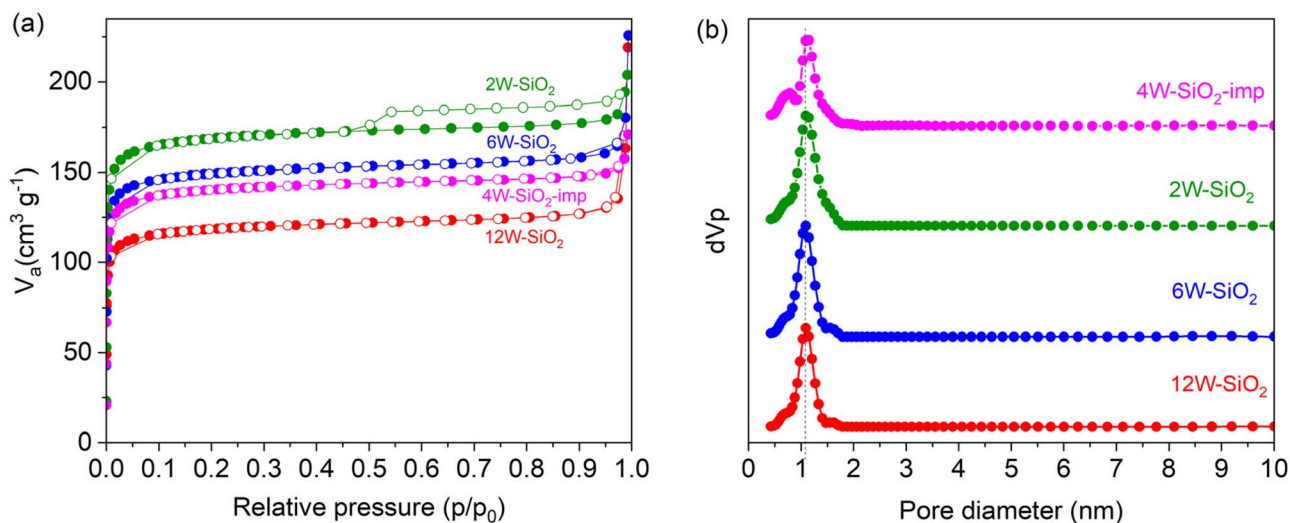 (a)
V_a(cm³ g⁻¹)
200
150
100
50
0
2W-SiO₂
6W-SiO₂
4W-SiO₂-imp
12W-SiO₂
0.0 0.1 0.2 0.3 0.4 0.5 0.6 0.7 0.8 0.9 1.0
Relative pressure (p/p₀)
(b)
dVp
4W-SiO₂-imp
2W-SiO₂
6W-SiO₂
12W-SiO₂
0 1 2 3 4 5 6 7 8 9 10
Pore diameter (nm)